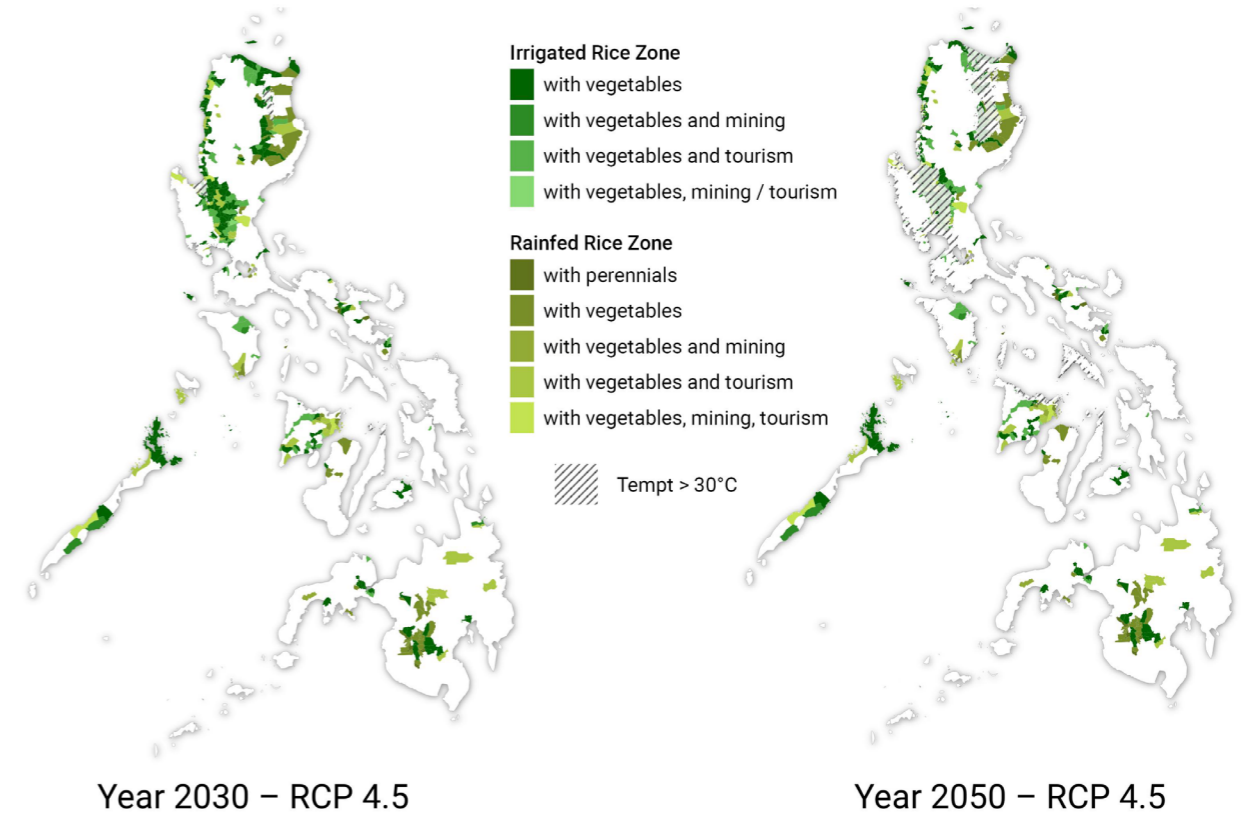 Irrigated Rice Zone
with vegetables
with vegetables and mining
with vegetables and tourism
with vegetables, mining / tourism
Rainfed Rice Zone
with perennials
with vegetables
with vegetables and mining
with vegetables and tourism
with vegetables, mining, tourism
Tempt > 30°C
Year 2030 – RCP 4.5
Year 2050 – RCP 4.5